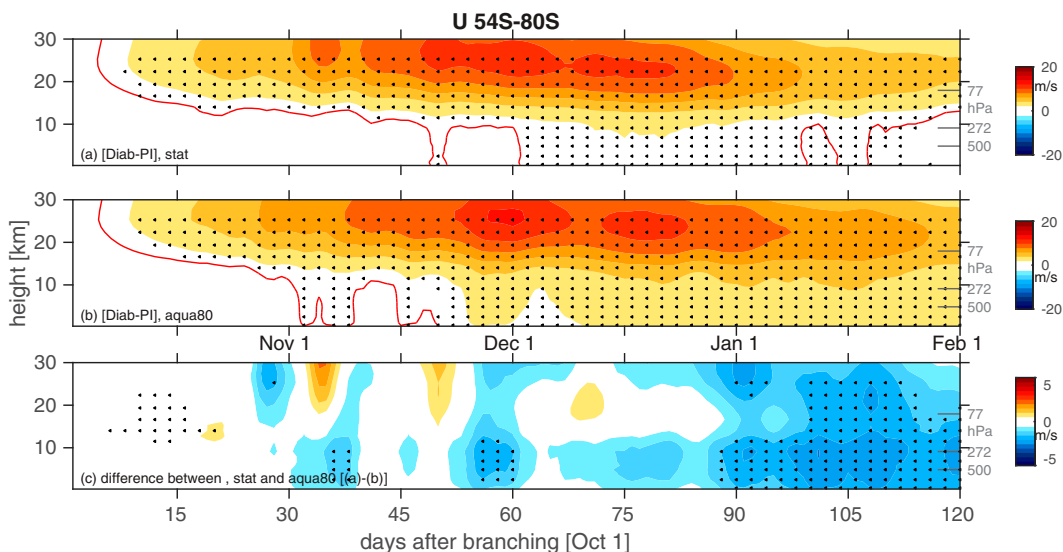 U 54S-80S
30
20
10
(a) [Diab-PI], stat
77
hPa
272
500
20
m/s
0
-20
30
20
10
(b) [Diab-PI], aqua80
77
hPa
272
500
20
0
m/s
-20
height [km]
Nov 1 Dec 1 Jan 1 Feb 1
30
20
10
(c) difference between , stat and aqua80 [(a)-(b)]
77
hPa
272
500
5
0
m/s
-5
15 30 45 60 75 90 105 120
days after branching [Oct 1]